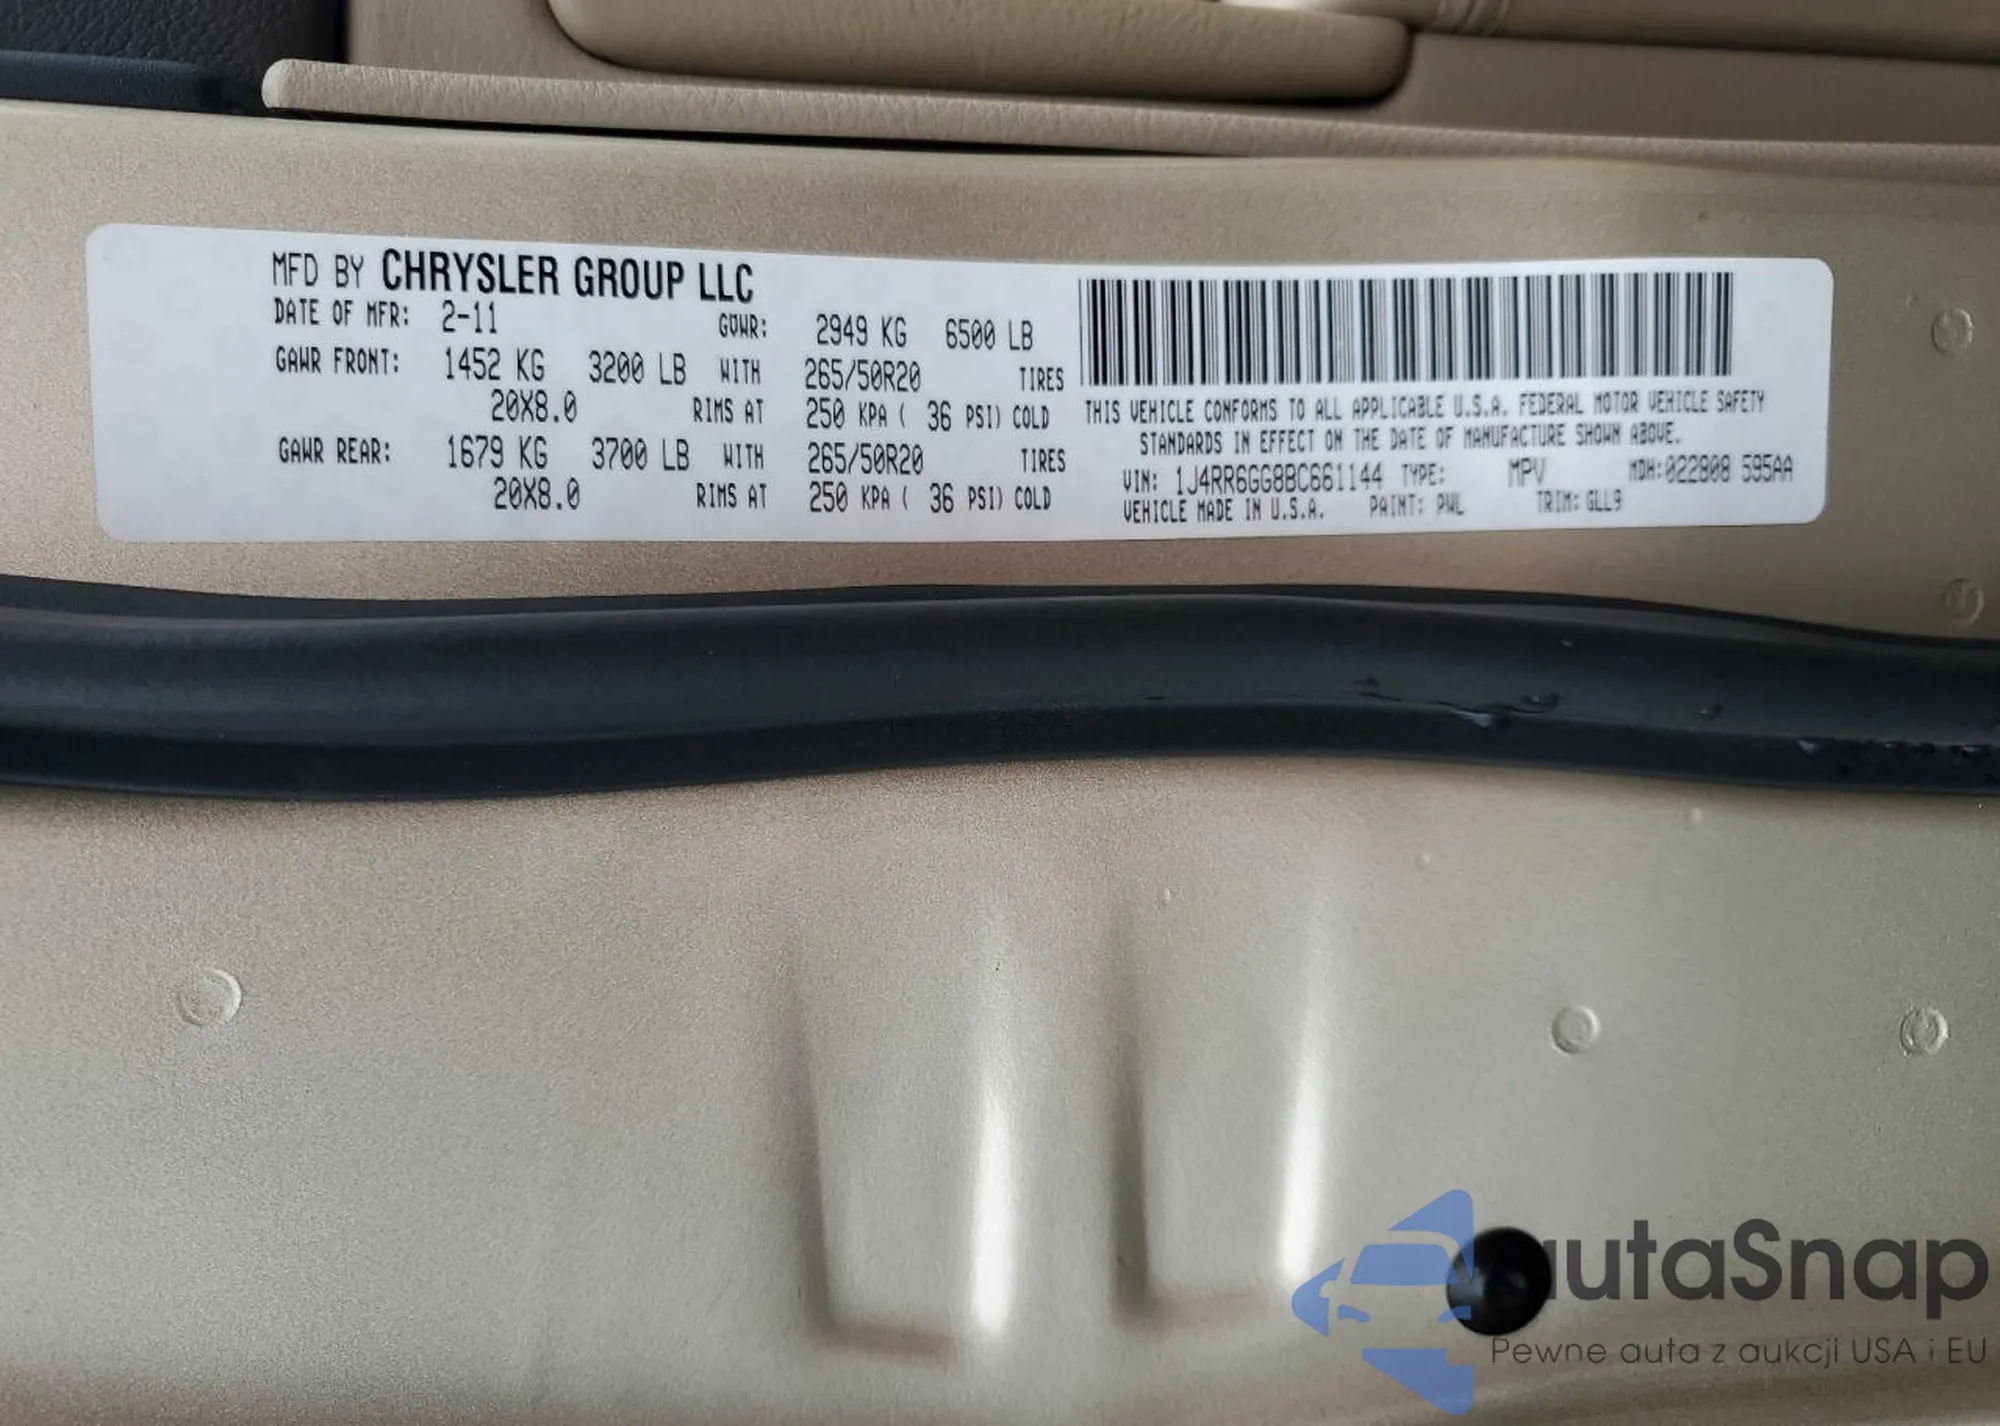 MFD BY CHRYSLER GROUP LLC
DATE OF MFR: 2-11 GVWR: 2949 KG 6500 LB
GAWR FRONT: 1452 KG 3200 LB WITH 265/50R20 TIRES
20X8.0 RIMS AT 250 KPA ( 36 PSI) COLD
GAWR REAR: 1679 KG 3700 LB WITH 265/50R20 TIRES
20X8.0 RIMS AT 250 KPA ( 36 PSI) COLD
THIS VEHICLE CONFORMS TO ALL APPLICABLE U.S.A. FEDERAL MOTOR VEHICLE SAFETY
STANDARDS IN EFFECT ON THE DATE OF MANUFACTURE SHOWN ABOVE.
VIN: 1J4RR6GG8BC661144 TYPE: MPV MDH:022808 595AA
VEHICLE MADE IN U.S.A. PAINT: PWL TRIM: GLL9
autaSnap
Pewne auta z aukcji USA i EU